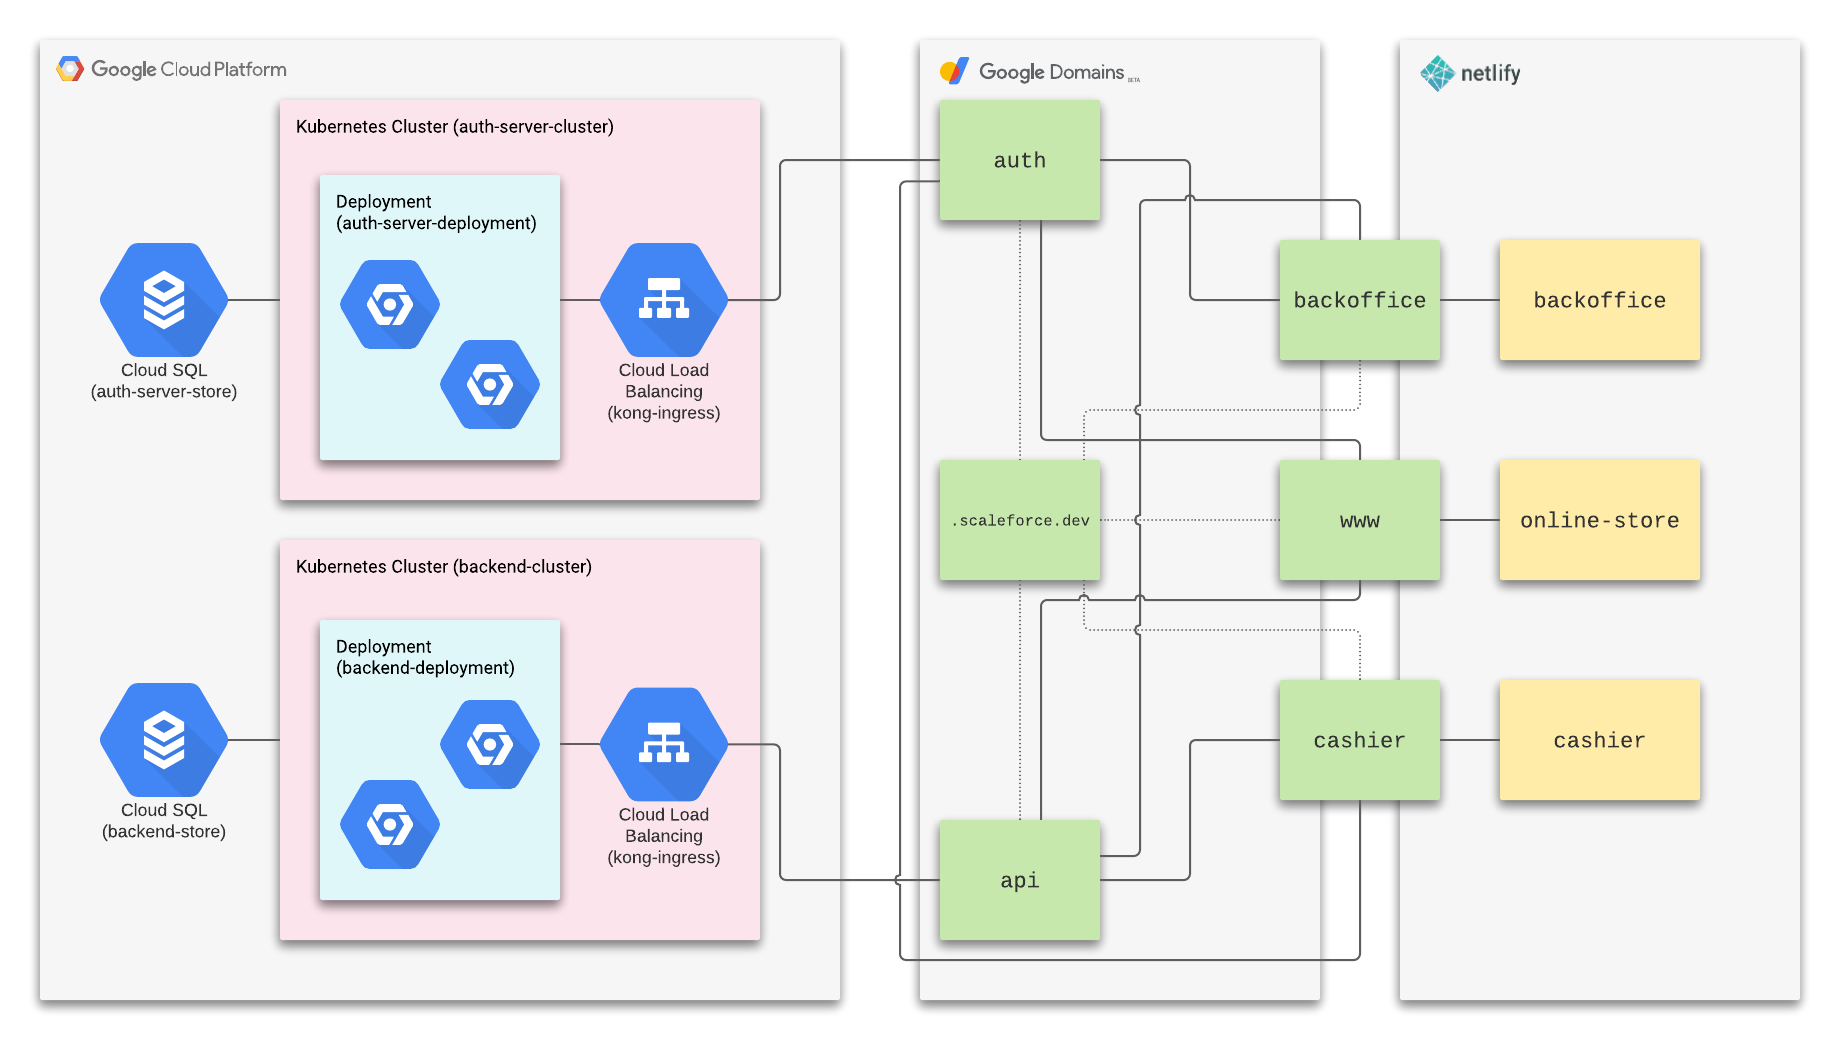 Google Cloud Platform
Kubernetes Cluster (auth-server-cluster)
Deployment
(auth-server-deployment)
Cloud SQL
(auth-server-store)
Cloud Load
Balancing
(kong-ingress)
Kubernetes Cluster (backend-cluster)
Deployment
(backend-deployment)
Cloud SQL
(backend-store)
Cloud Load
Balancing
(kong-ingress)
Google Domains BETA
auth
backoffice
.scaleforce.dev
www
cashier
api
netlify
backoffice
online-store
cashier